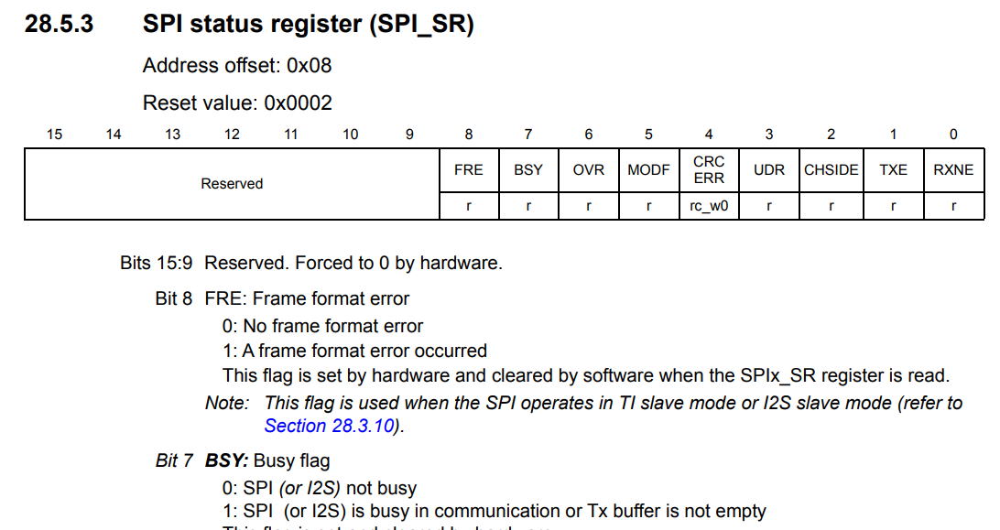 28.5.3 SPI status register (SPI_SR)
Address offset: 0x08
Reset value: 0x0002
15 14 13 12 11 10 9 8 7 6 5 4 3 2 1 0
Reserved FRE BSY OVR MODF CRC ERR UDR CHSIDE TXE RXNE
r r r r rc_w0 r r r r
Bits 15:9 Reserved. Forced to 0 by hardware.
Bit 8 FRE: Frame format error
0: No frame format error
1: A frame format error occurred
This flag is set by hardware and cleared by software when the SPIx_SR register is read.
Note: This flag is used when the SPI operates in TI slave mode or I2S slave mode (refer to
Section 28.3.10).
Bit 7 BSY: Busy flag
0: SPI (or I2S) not busy
1: SPI (or I2S) is busy in communication or Tx buffer is not empty